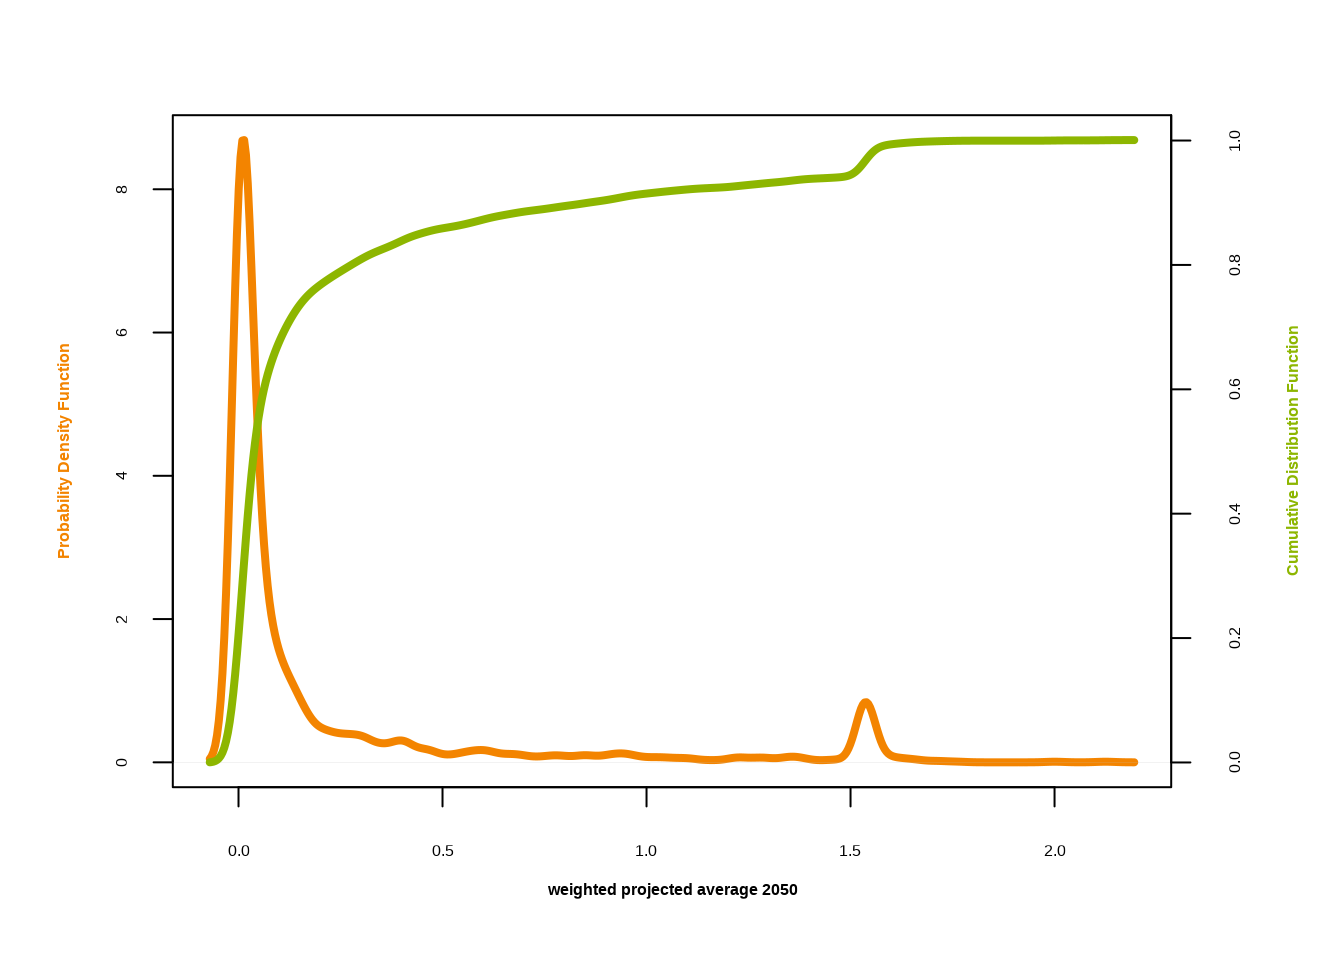 Probability Density Function
8
6
4
2
0
1.0
0.8
0.6
0.4
0.2
0.0
Cumulative Distribution Function
0.0 0.5 1.0 1.5 2.0
weighted projected average 2050